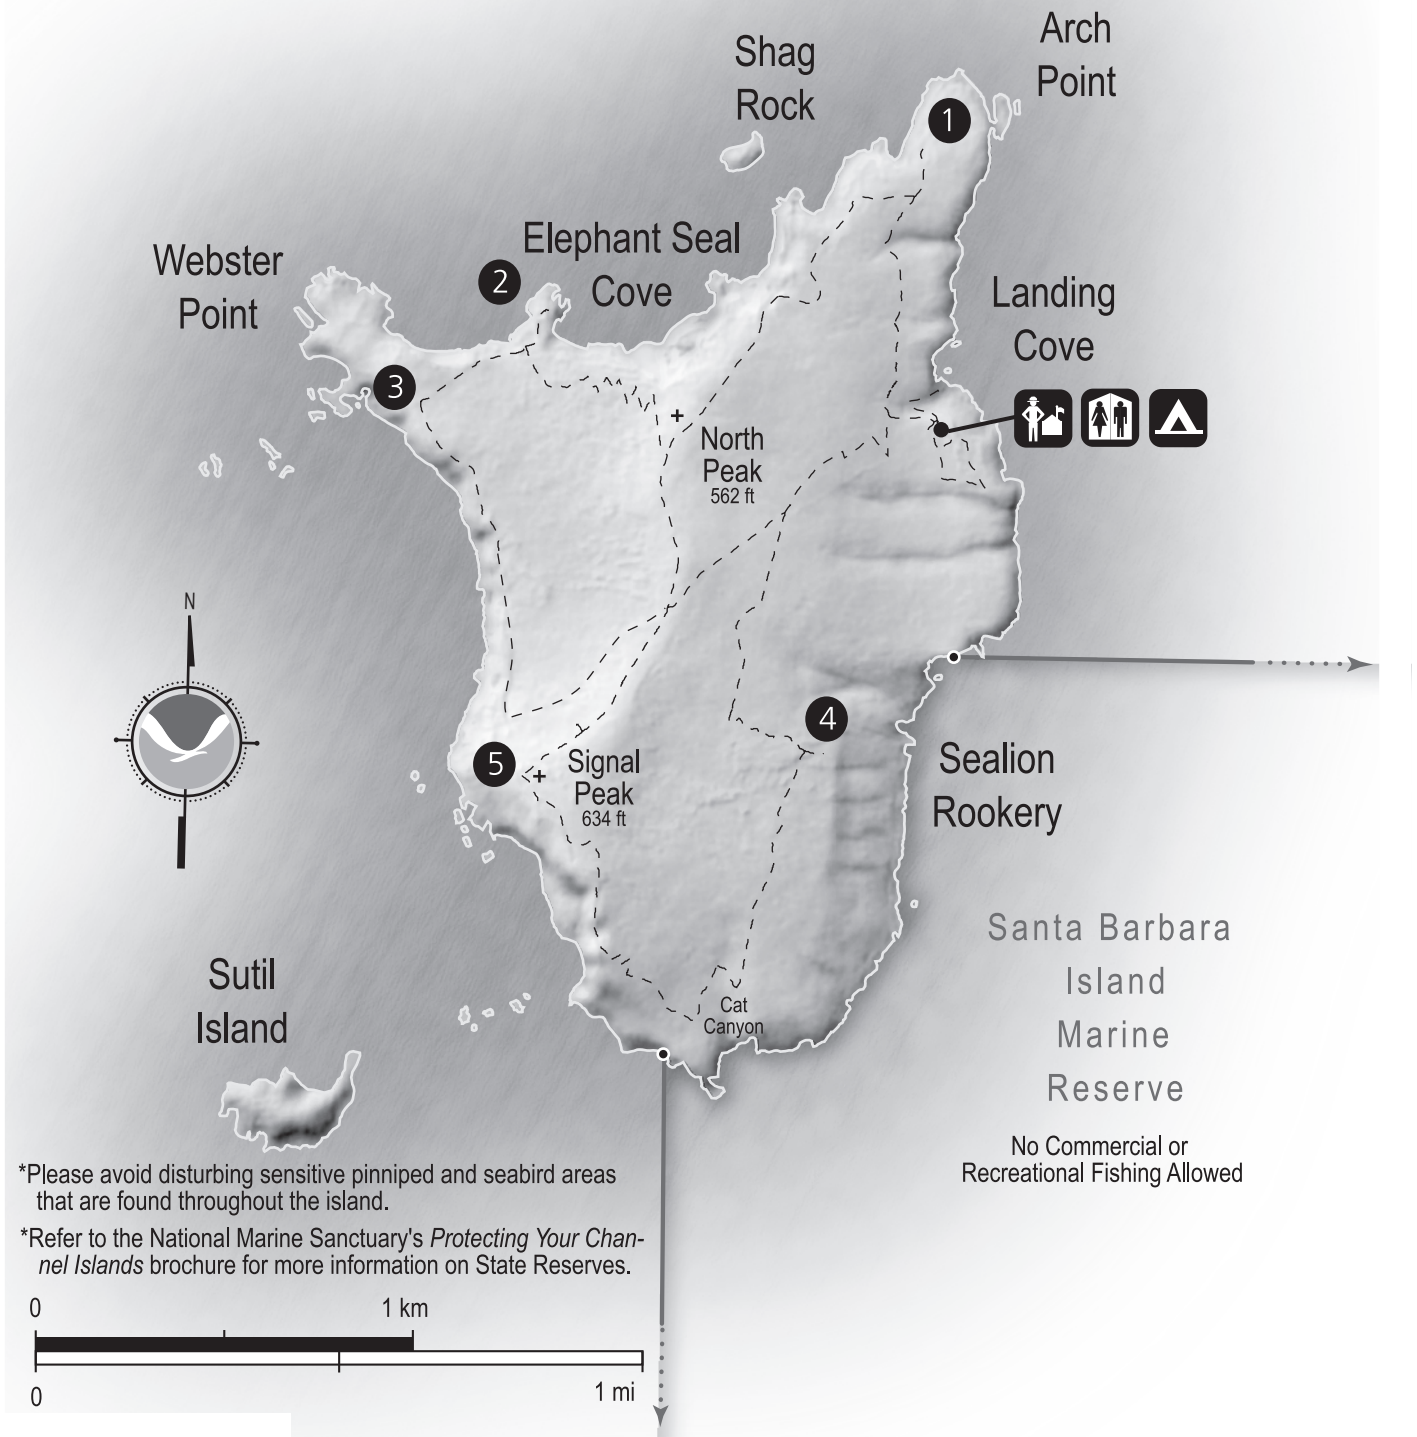 Arch
Point
Shag
Rock
1
Elephant Seal
Cove
2
Webster
Point
Landing
Cove
3
North
Peak
562 ft
N
4
Sealion
Rookery
5
Signal
Peak
634 ft
Santa Barbara
Island
Marine
Reserve
Sutil
Island
Cat
Canyon
No Commercial or
Recreational Fishing Allowed
*Please avoid disturbing sensitive pinniped and seabird areas
that are found throughout the island.
*Refer to the National Marine Sanctuary's Protecting Your Chan-
nel Islands brochure for more information on State Reserves.
0 1 km
0 1 mi